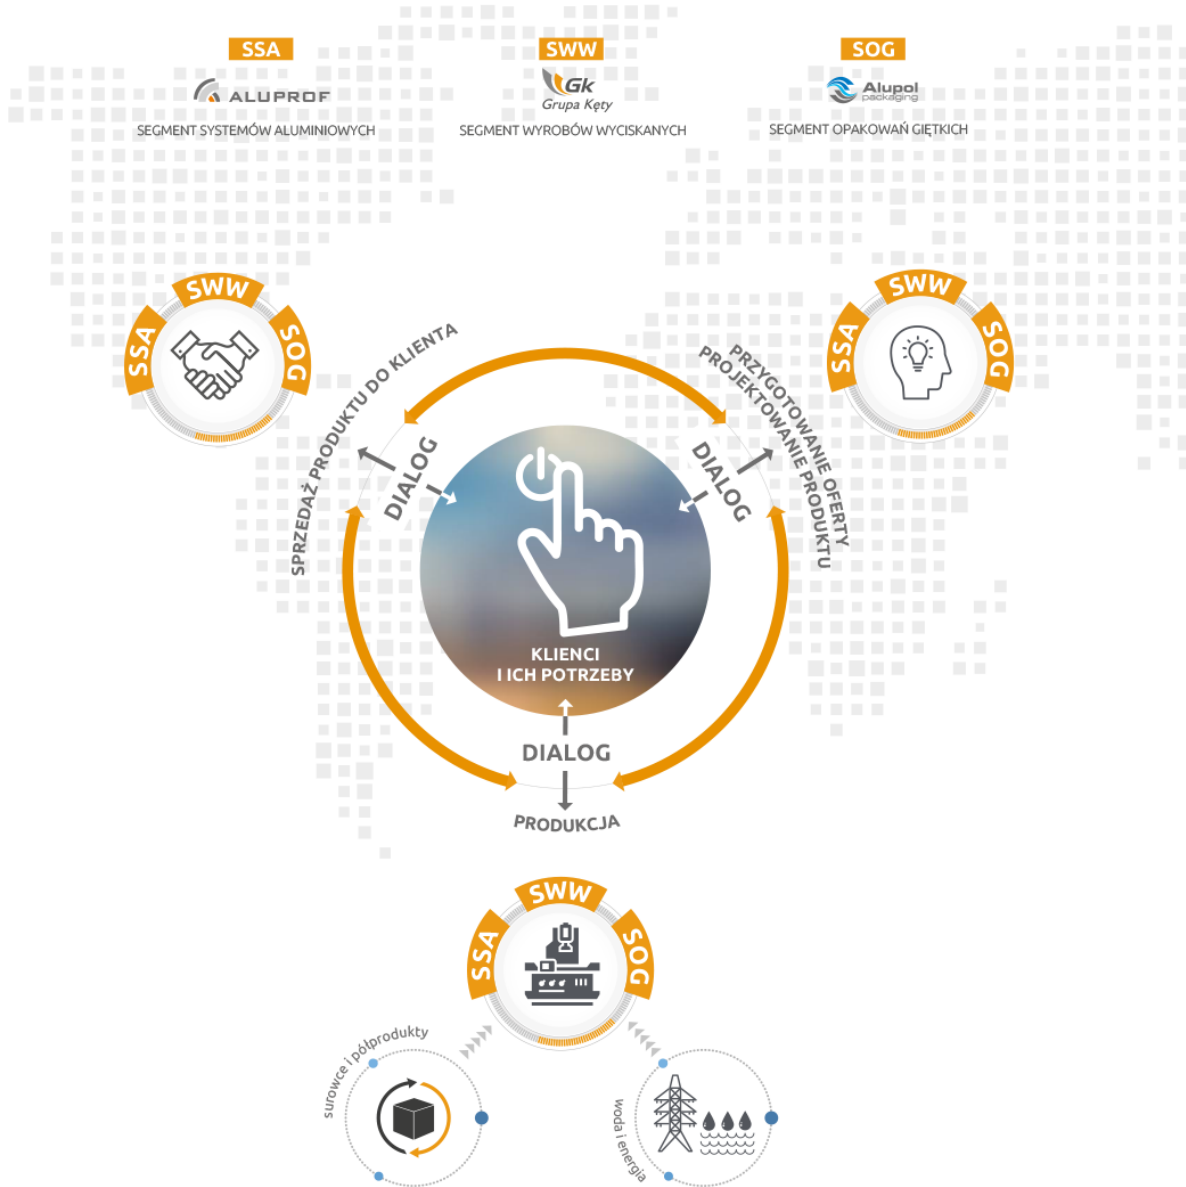 SSA
SWW
SOG
ALUPROF
Gk
Grupa Kęty
Alupol
packaging
SEGMENT SYSTEMÓW ALUMINIOWYCH
SEGMENT WYROBÓW WYCISKANYCH
SEGMENT OPAKOWAŃ GIĘTKICH
SSA
SWW
SOG
SSA
SWW
SOG
SPRZEDAŻ PRODUKTU DO KLIENTA
PRZYGOTOWANIE OFERTY
PROJEKTOWANIE PRODUKTU
DIALOG
DIALOG
KLIENCI
I ICH POTRZEBY
DIALOG
PRODUKCJA
SSA
SWW
SOG
surowce i półprodukty
woda i energia